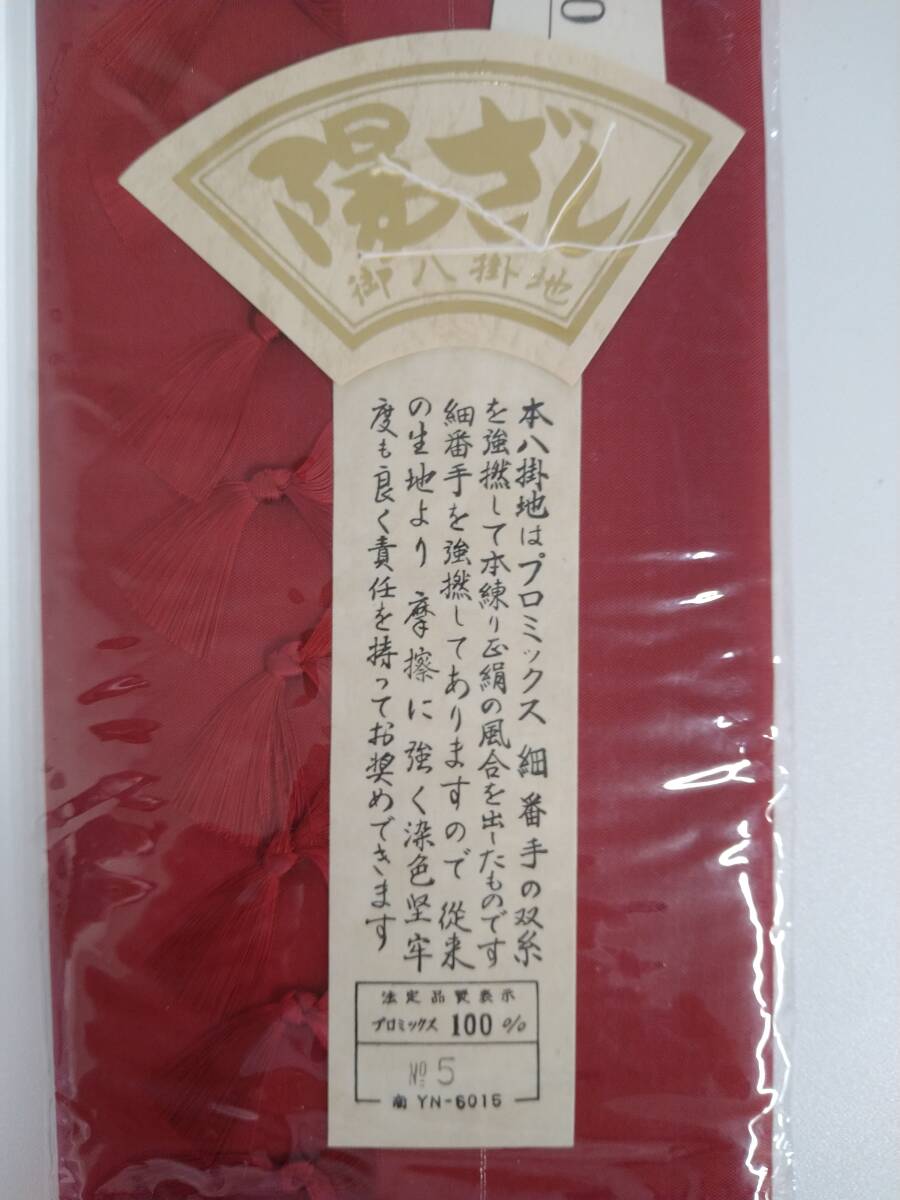 0
陽ざし
御八掛地
本八掛地はプロミックス 細番手の双糸
を強撚して本練り正絹の風合を出したものです
細番手を強撚してありますので 従来
の生地より 摩擦に強く染色堅牢
度も良く責任を持ってお奨めできます
法定品質表示
プロミックス 100 %
№ 5
YN-6015